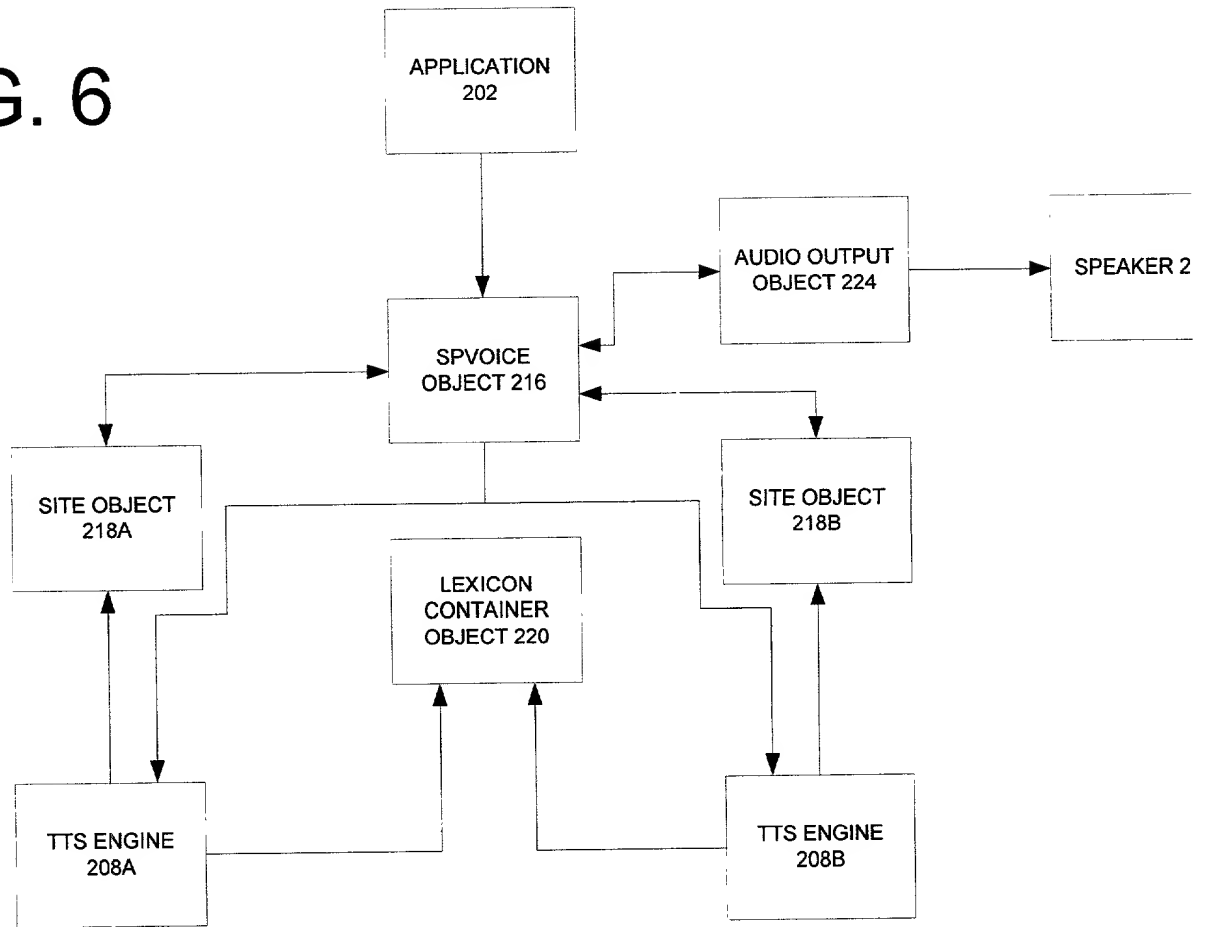 G. 6
APPLICATION
202
AUDIO OUTPUT
OBJECT 224
SPEAKER 2
SPVOICE
OBJECT 216
SITE OBJECT
218A
SITE OBJECT
218B
LEXICON
CONTAINER
OBJECT 220
TTS ENGINE
208A
TTS ENGINE
208B